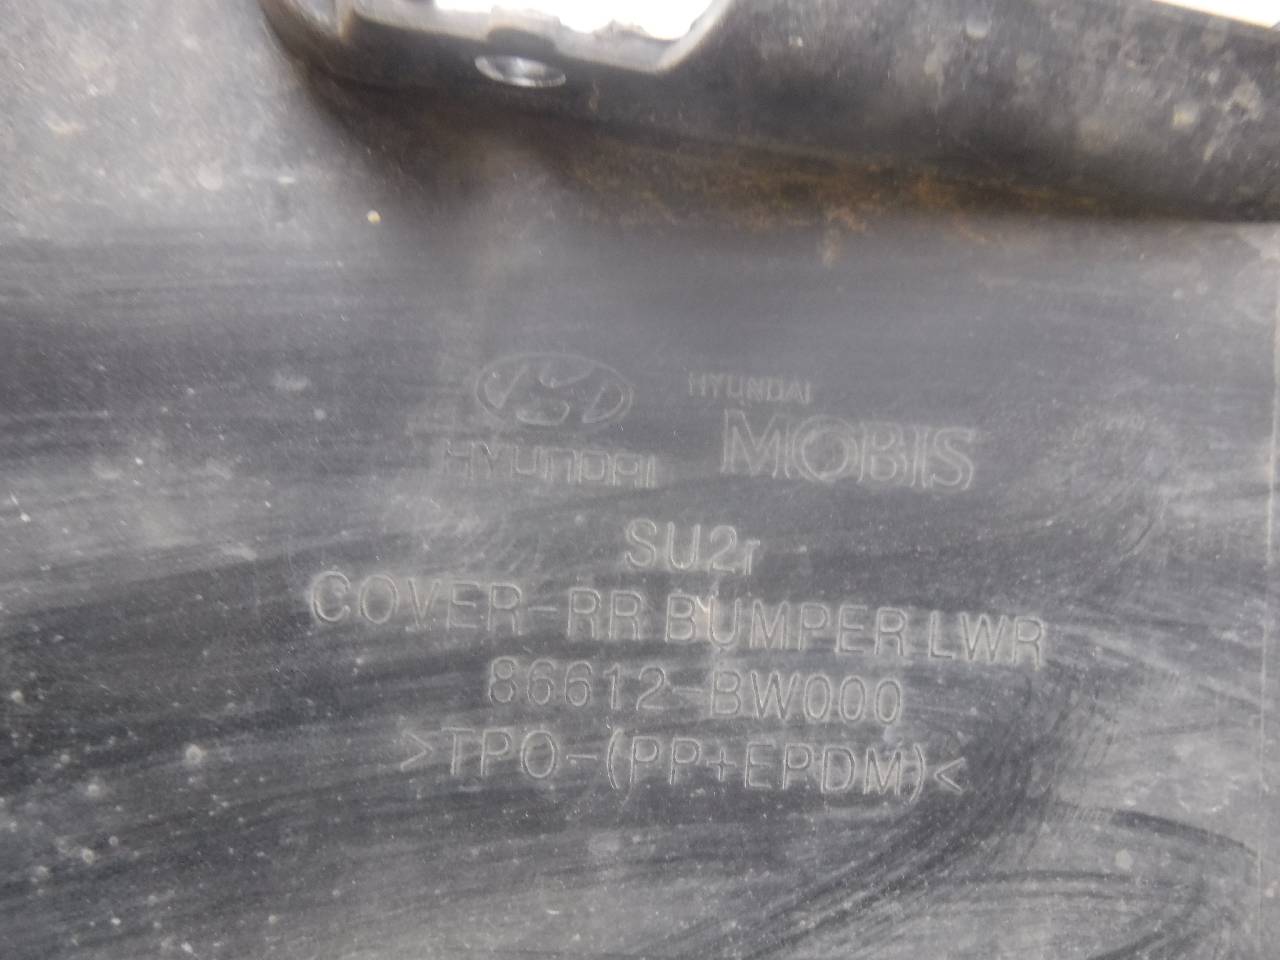 HYUNDAI
HYUNDAI
MOBIS
SU2r
COVER-RR BUMPER LWR
86612-BW000
>TPO-(PP+EPDM)<